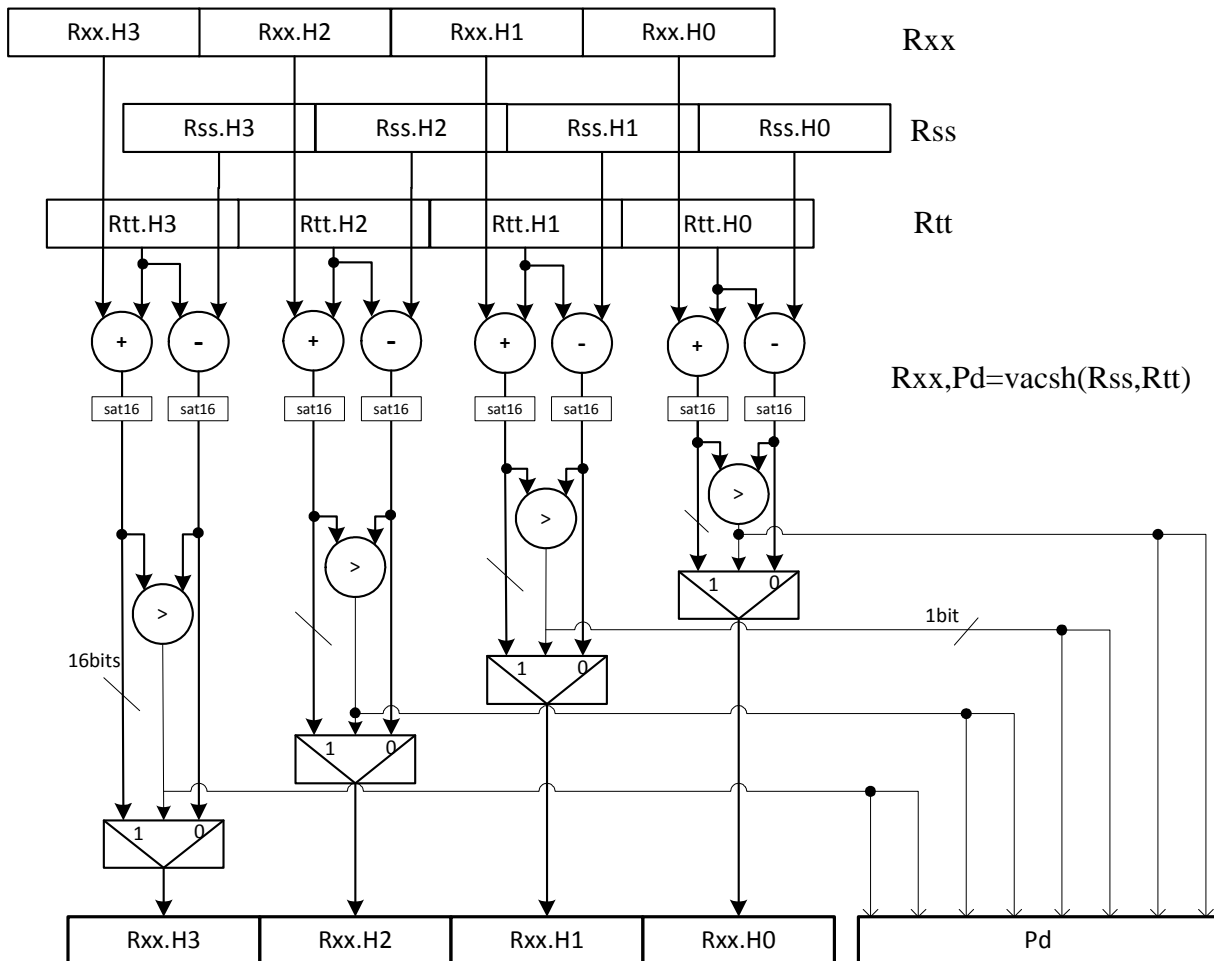 Rxx.H3 Rxx.H2 Rxx.H1 Rxx.H0 Rxx
Rss.H3 Rss.H2 Rss.H1 Rss.H0 Rss
Rtt.H3 Rtt.H2 Rtt.H1 Rtt.H0 Rtt
+ - + - + - + -
Rxx,Pd=vacsh(Rss,Rtt)
sat16 sat16 sat16 sat16 sat16 sat16 sat16 sat16
>
>
>
>
1 0
1bit
16bits
1 0
1 0
1 0
Rxx.H3 Rxx.H2 Rxx.H1 Rxx.H0 Pd